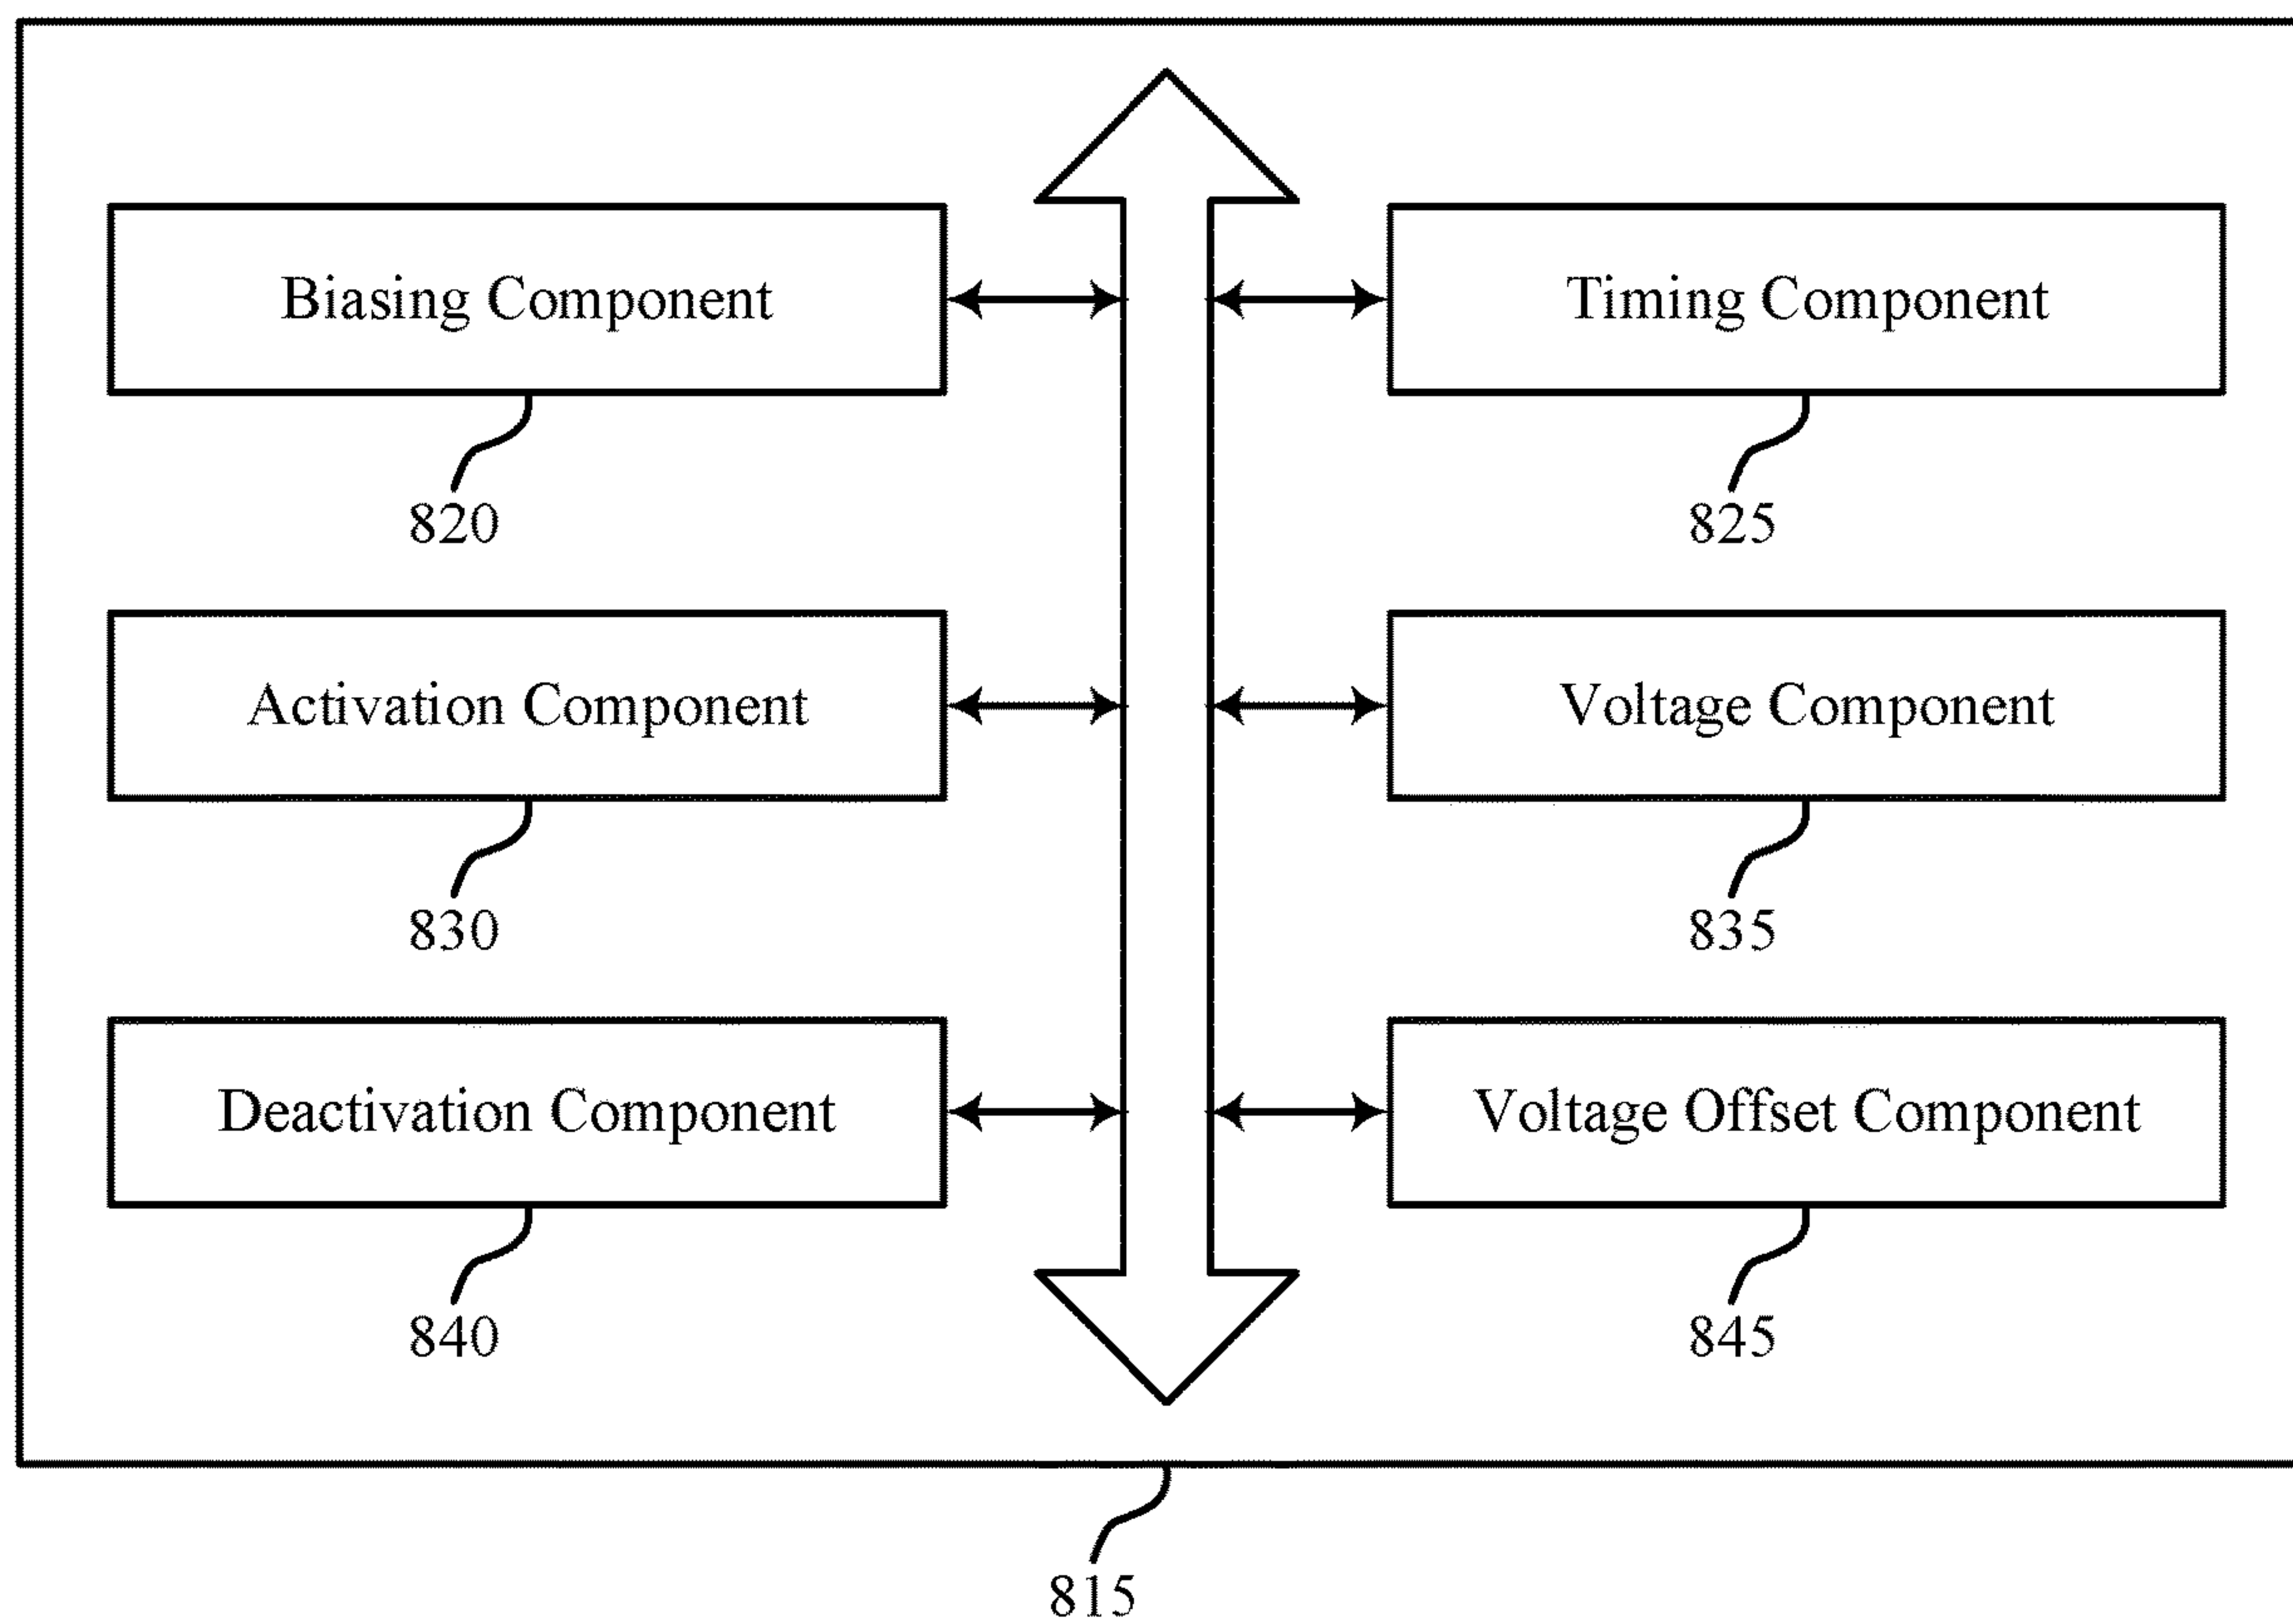 Biasing Component
Timing Component
820
825
Activation Component
Voltage Component
830
835
Deactivation Component
Voltage Offset Component
840
845
815